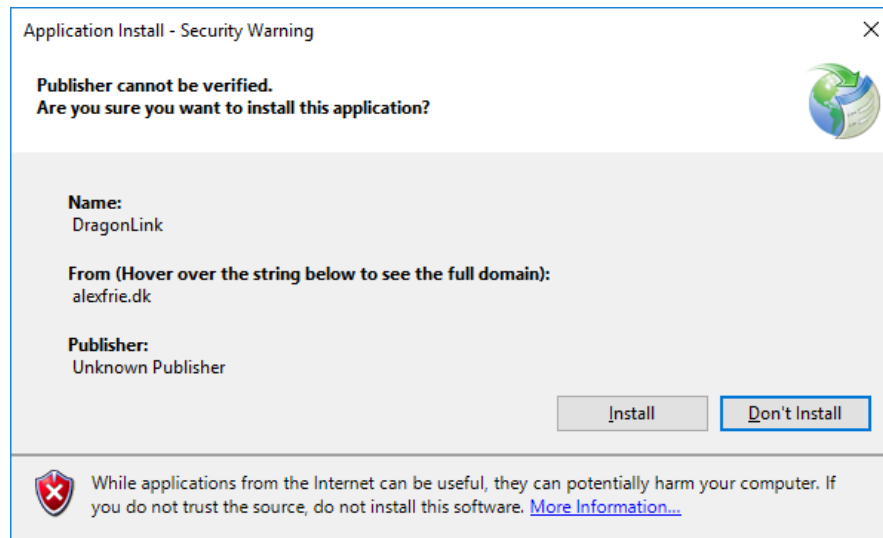 Application Install - Security Warning
Publisher cannot be verified.
Are you sure you want to install this application?
Name:
DragonLink
From (Hover over the string below to see the full domain):
alexfrie.dk
Publisher:
Unknown Publisher
Install
Don't Install
While applications from the Internet can be useful, they can potentially harm your computer. If
you do not trust the source, do not install this software. More Information...